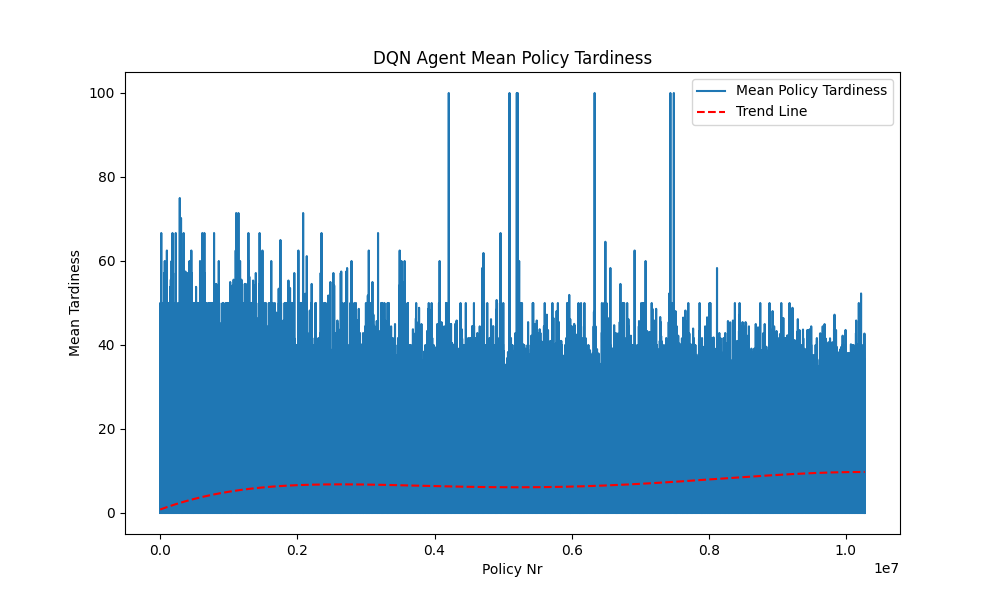 DQN Agent Mean Policy Tardiness
Mean Policy Tardiness
Trend Line
Mean Tardiness
100
80
60
40
20
0
0.0 0.2 0.4 0.6 0.8 1.0
1e7
Policy Nr